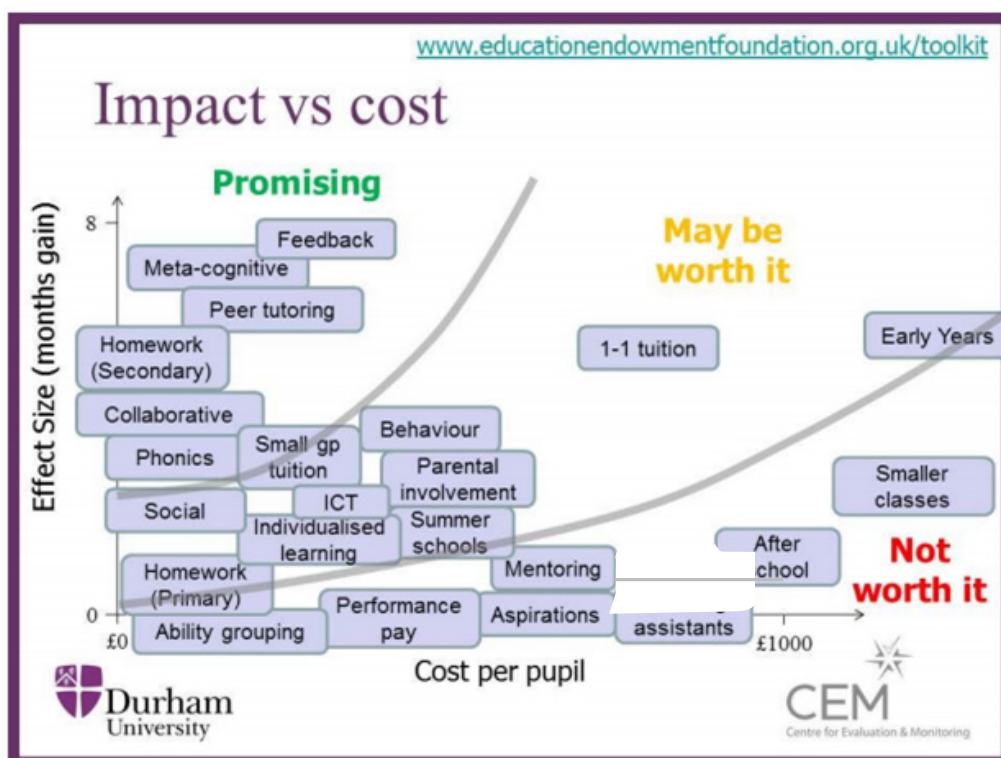 www.educationendowmentfoundation.org.uk/toolkit
Impact vs cost
Promising
May be
worth it
Not
worth it
Effect Size (months gain)
8
0
£0
£1000
Cost per pupil
Feedback
Meta-cognitive
Peer tutoring
Homework
(Secondary)
Collaborative
Phonics
Small gp
tuition
Behaviour
Parental
involvement
1-1 tuition
Early Years
Social
ICT
Individualised
learning
Summer
schools
Smaller
classes
Homework
(Primary)
Mentoring
After
Ability grouping
Performance
pay
Aspirations
assistants
Durham
University
CEM
Centre for Evaluation & Monitoring